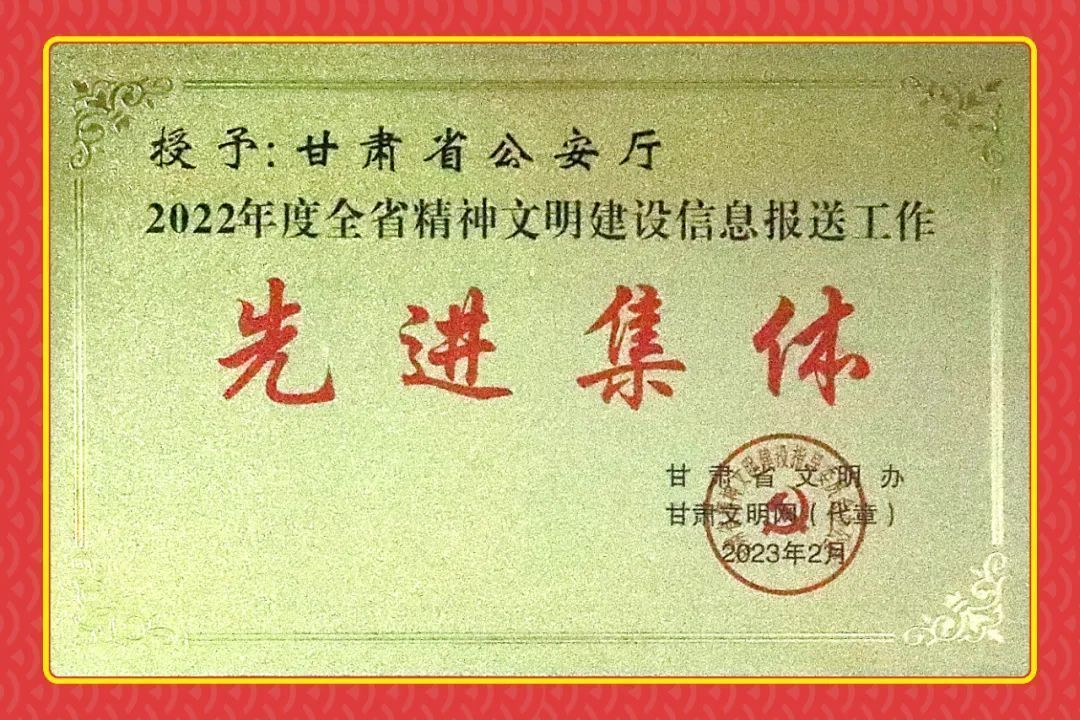 授予：甘肃省公安厅
2022年度全省精神文明建设信息报送工作
先进集体
甘肃省文明办
甘肃文明网（代章）
2023年2月